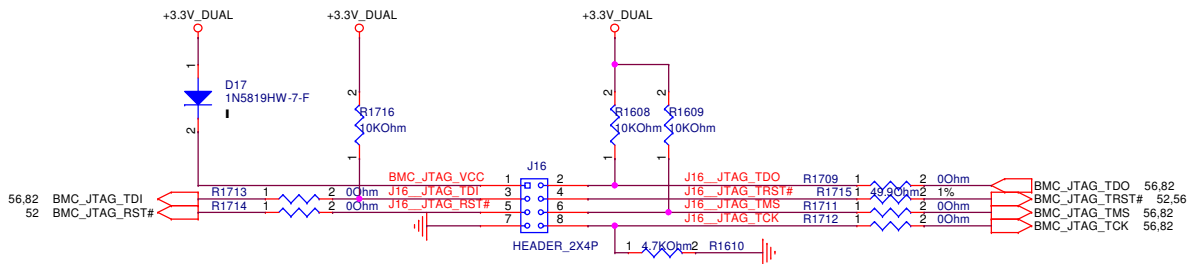 +3.3V_DUAL
+3.3V_DUAL
+3.3V_DUAL
1
D17
1N5819HW-7-F
2
2
R1716
10KOhm
1
2
R1608
10KOhm
1
2
R1609
10KOhm
1
J16
BMC_JTAG_VCC 1 2 J16__JTAG_TDO R1709 1 2 0Ohm BMC_JTAG_TDO 56,82
56,82 BMC_JTAG_TDI R1713 1 2 0Ohm J16__JTAG_TDI 3 4 J16__JTAG_TRST# R1715 1 49.9Ohm 2 1% BMC_JTAG_TRST# 52,56
52 BMC_JTAG_RST# R1714 1 2 0Ohm J16__JTAG_RST# 5 6 J16__JTAG_TMS R1711 1 2 0Ohm BMC_JTAG_TMS 56,82
7 8 J16__JTAG_TCK R1712 1 2 0Ohm BMC_JTAG_TCK 56,82
HEADER_2X4P
1 4.7KOhm 2 R1610